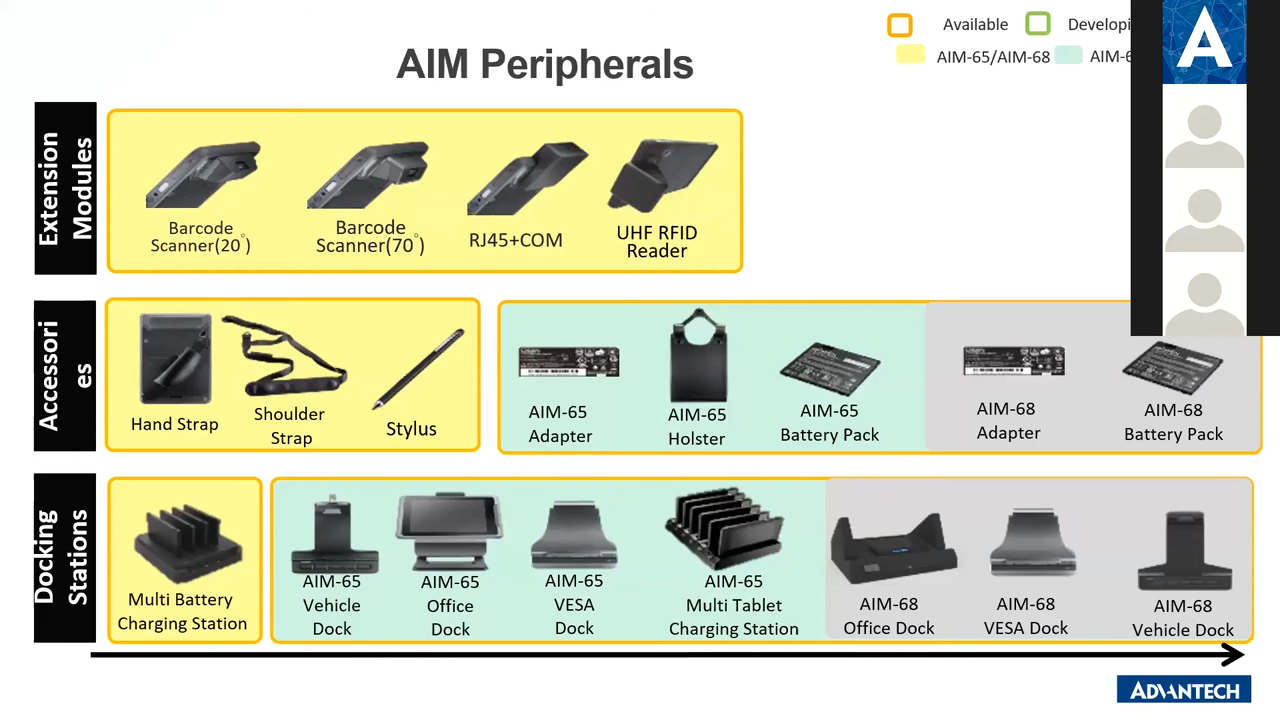 Available
AIM-65/AIM-68
AIM Peripherals
A
Extension
Modules
Barcode
Scanner(20°)
Barcode
Scanner(70°)
RJ45+COM
UHF RFID
Reader
Accessori
es
Hand Strap
Shoulder
Strap
Stylus
AIM-65
Adapter
AIM-65
Holster
AIM-65
Battery Pack
AIM-68
Adapter
AIM-68
Battery Pack
Docking
Stations
Multi Battery
Charging Station
AIM-65
Vehicle
Dock
AIM-65
Office
Dock
AIM-65
VESA
Dock
AIM-65
Multi Tablet
Charging Station
AIM-68
Office Dock
AIM-68
VESA Dock
AIM-68
Vehicle Dock
ADVANTECH